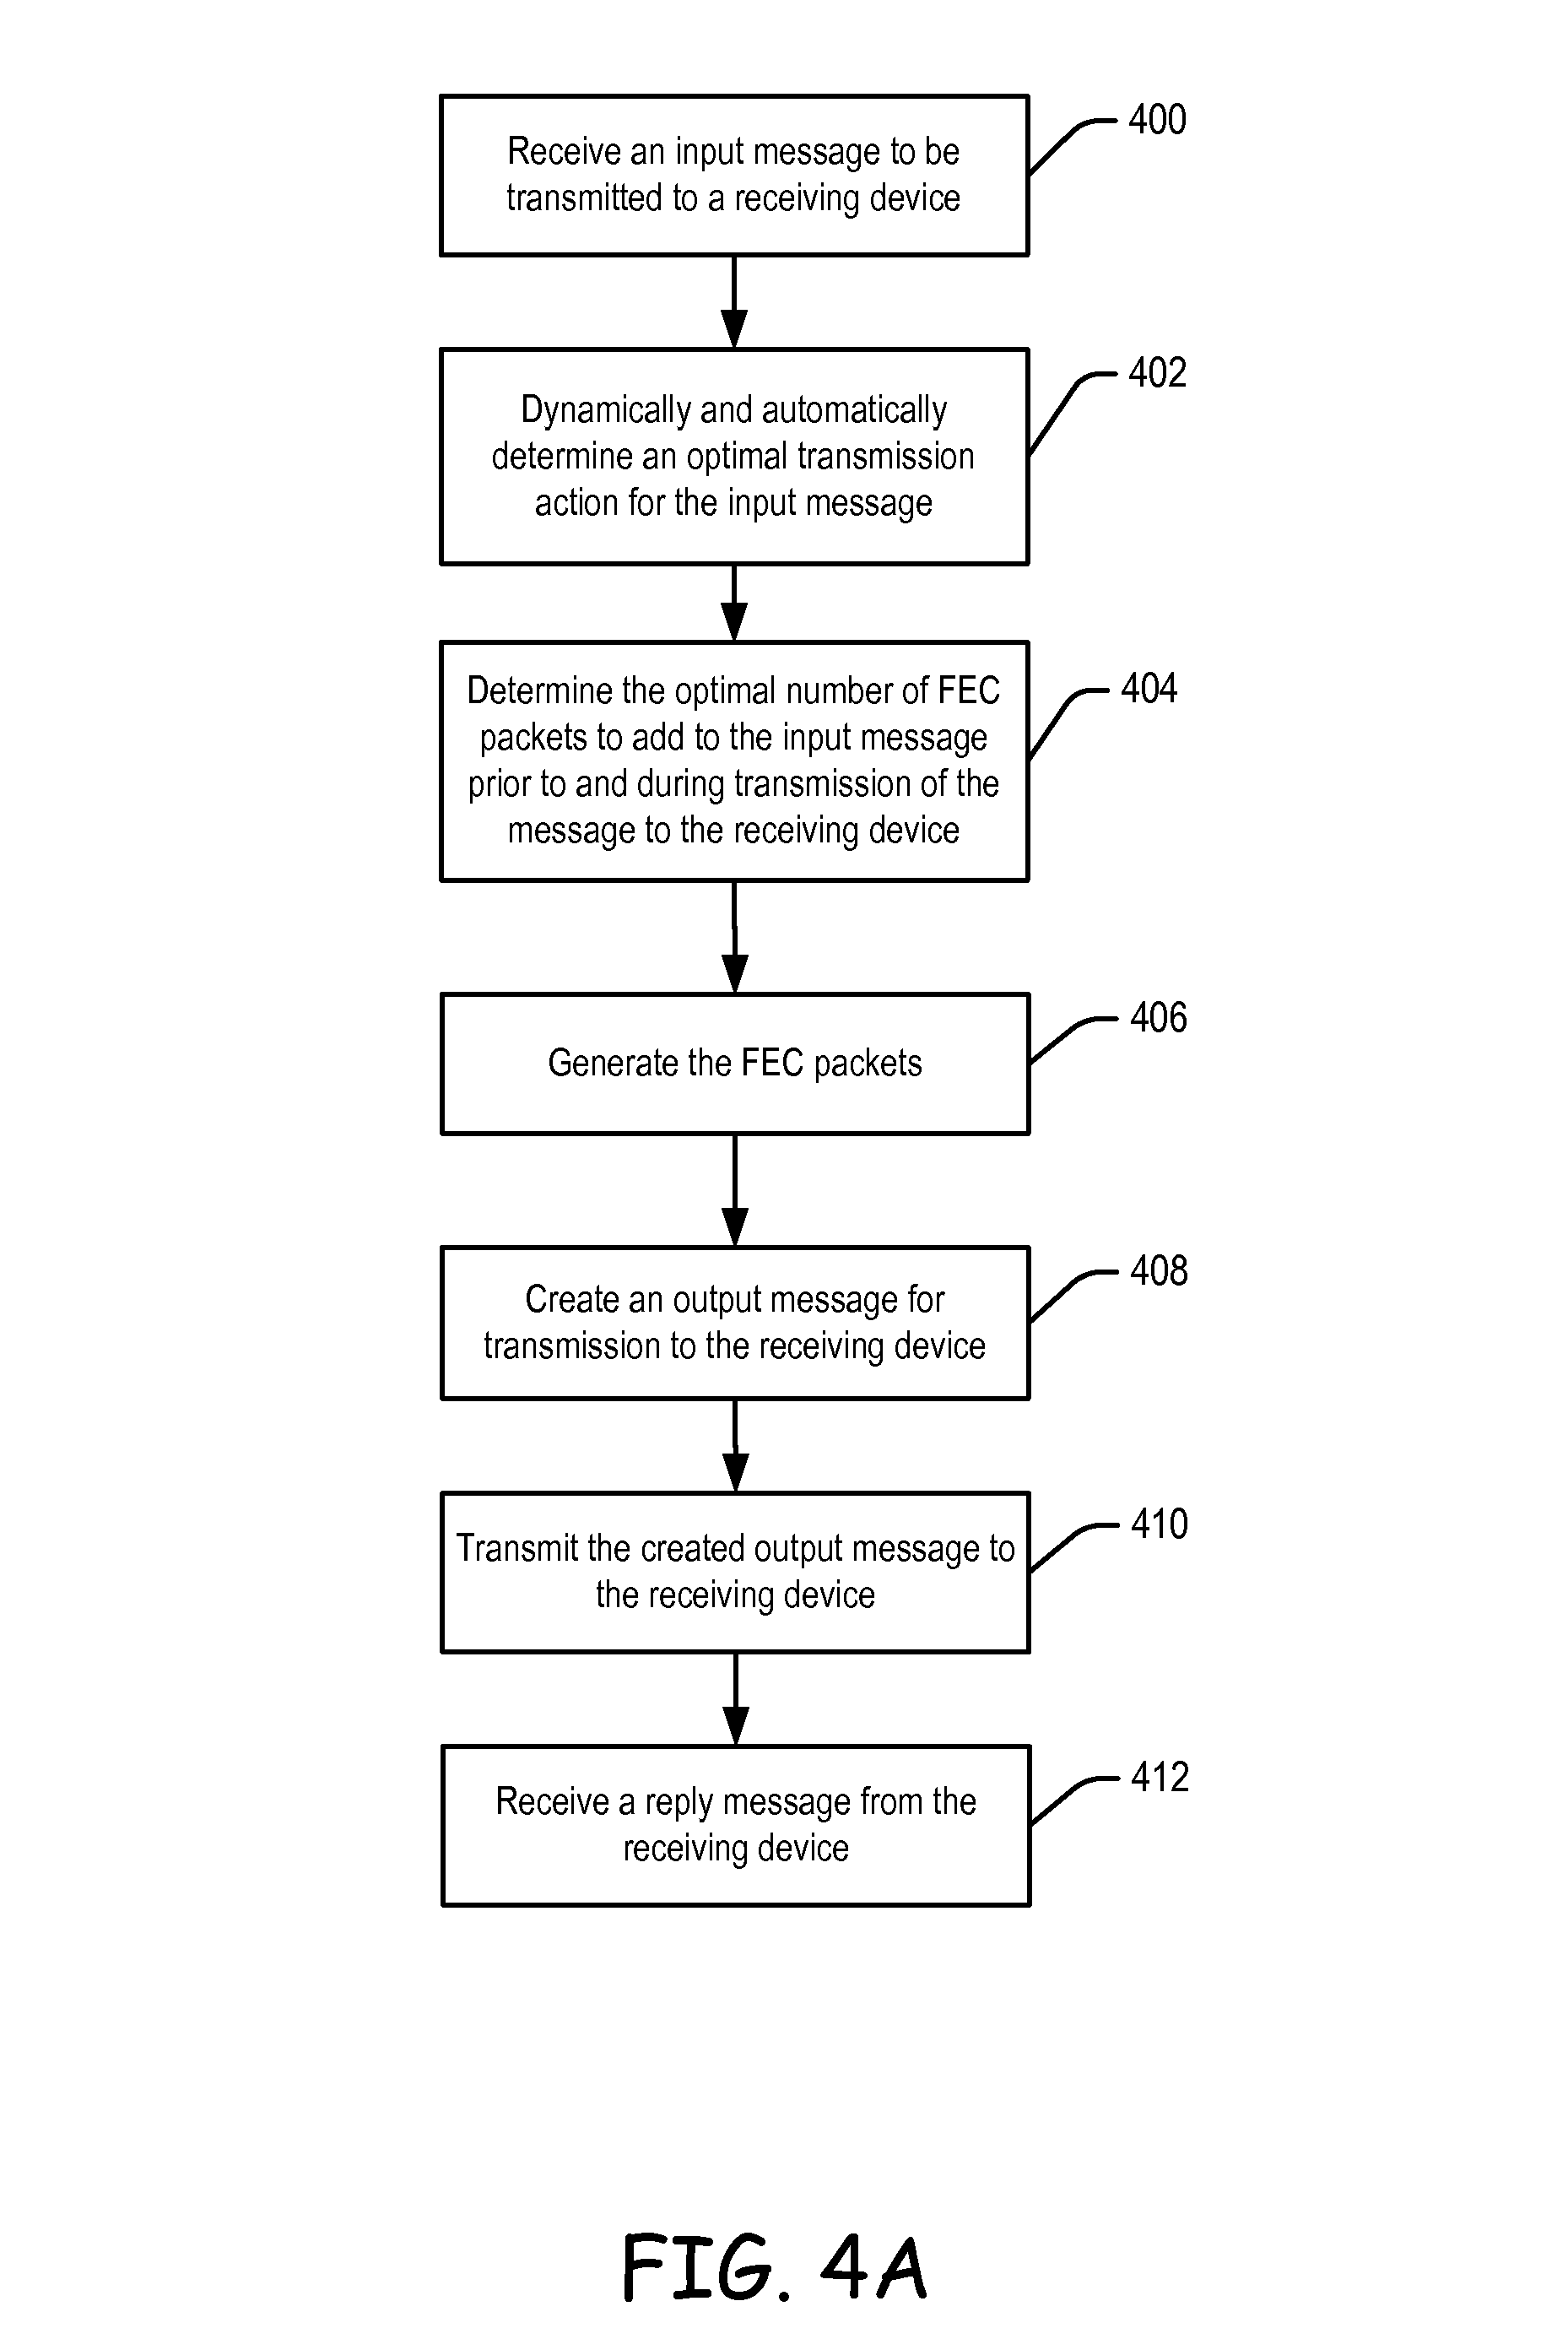 Receive an input message to be
transmitted to a receiving device
400
Dynamically and automatically
determine an optimal transmission
action for the input message
402
Determine the optimal number of FEC
packets to add to the input message
prior to and during transmission of the
message to the receiving device
404
Generate the FEC packets
406
Create an output message for
transmission to the receiving device
408
Transmit the created output message to
the receiving device
410
Receive a reply message from the
receiving device
412
FIG. 4A